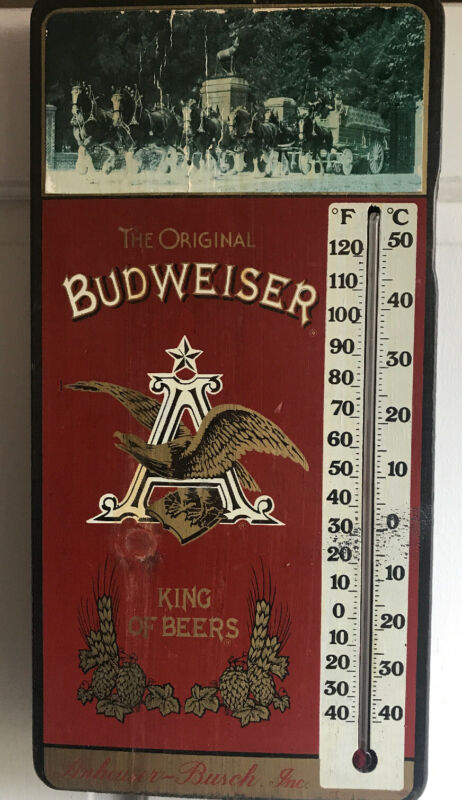 THE ORIGINAL
BUDWEISER
A
KING
OF BEERS
Anheuser-Busch, Inc.
°F °C
120 50
110
100 40
90
80 30
70
60 20
50 10
40
30 0
20
10 10
0
10 20
20
30 30
40 40